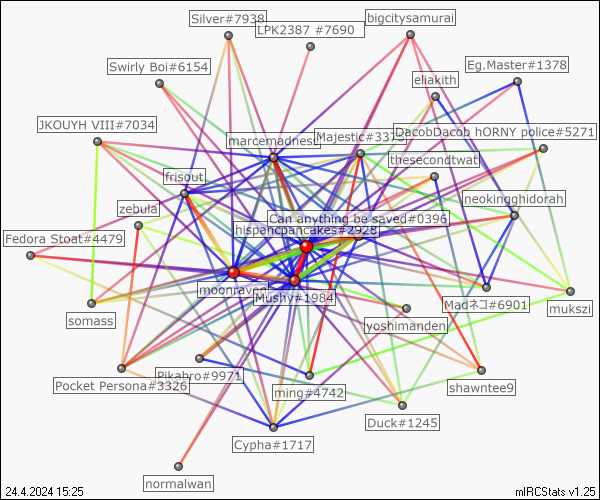 Silver#7938
LPK2387 #7690
bigcitysamurai
Swirly Boi#6154
eliakith
Eg.Master#1378
JKOUYH VIII#7034
marcemadnest
Majestic#337
DacobDacob hORNY police#5271
frisout
thesecondtwat
zebula
neokingghidorah
Can anything be saved#0396
Fedora Stoat#4479
hispancpancakes#2928
moonraven
Mushy#1984
Madネコ#6901
mukszi
somass
yoshimanden
Pocket Persona#3326
Pikabro#9971
ming#4742
shawntee9
Duck#1245
Cypha#1717
normalwan
24.4.2024 15:25
mIRCStats v1.25